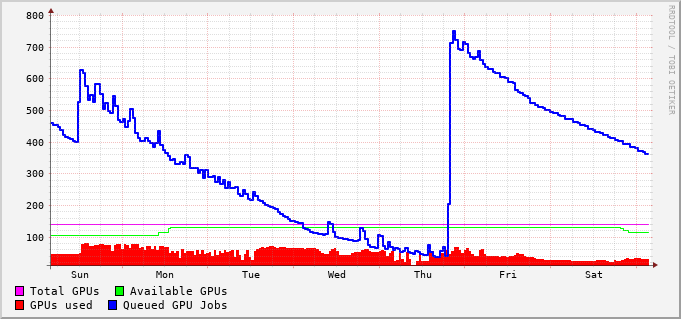 800
700
600
500
400
300
200
100
Sun Mon Tue Wed Thu Fri Sat
Total GPUs Available GPUs
GPUs used Queued GPU Jobs
RRDTOOL / TOBI OETIKER